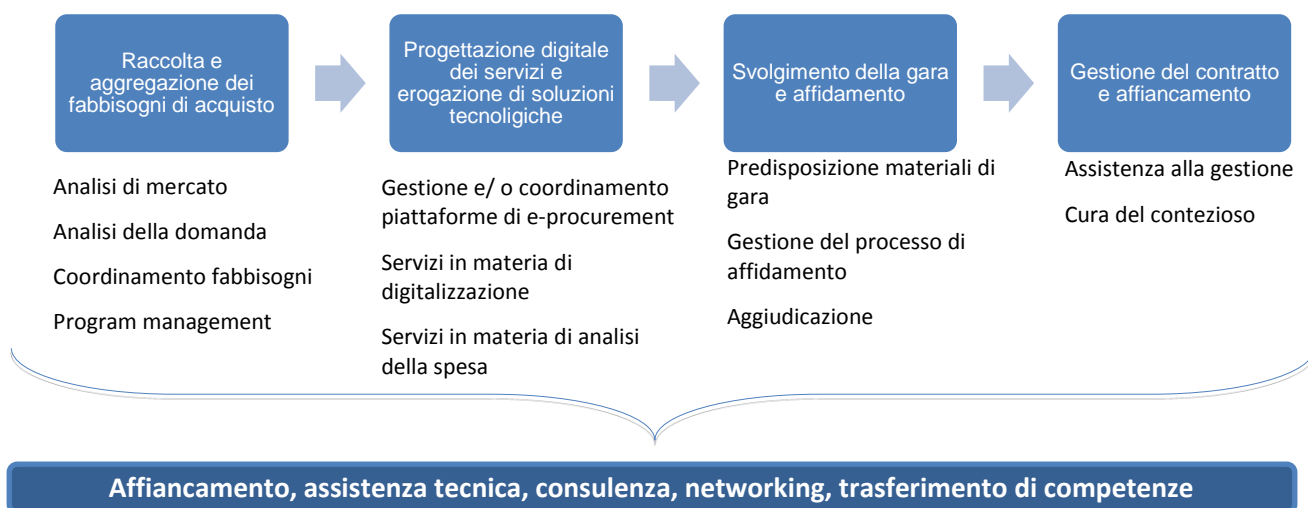 Raccolta e
aggregazione dei
fabbisogni di acquisto
Progettazione digitale
dei servizi e
erogazione di soluzioni
tecnoligiche
Svolgimento della gara
e affidamento
Gestione del contratto
e affiancamento
Analisi di mercato
Analisi della domanda
Coordinamento fabbisogni
Program management
Gestione e/ o coordinamento
piattaforme di e-procurement
Servizi in materia di
digitalizzazione
Servizi in materia di analisi
della spesa
Predisposizione materiali di
gara
Gestione del processo di
affidamento
Aggiudicazione
Assistenza alla gestione
Cura del contezioso
Affiancamento, assistenza tecnica, consulenza, networking, trasferimento di competenze